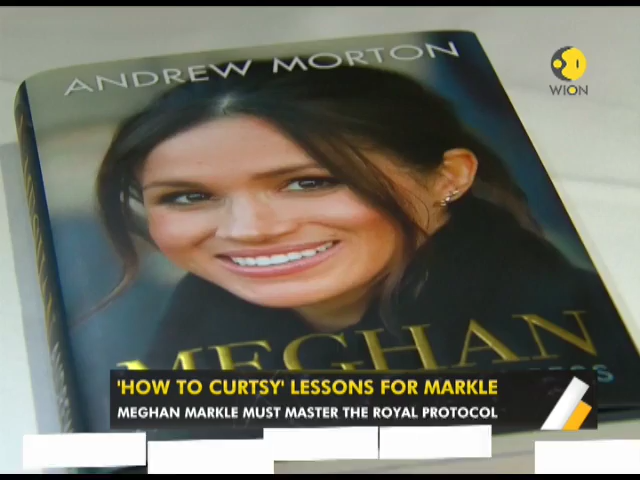 ANDREW MORTON
WION
MEGHAN
'HOW TO CURTSY' LESSONS FOR MARKLE
MEGHAN MARKLE MUST MASTER THE ROYAL PROTOCOL